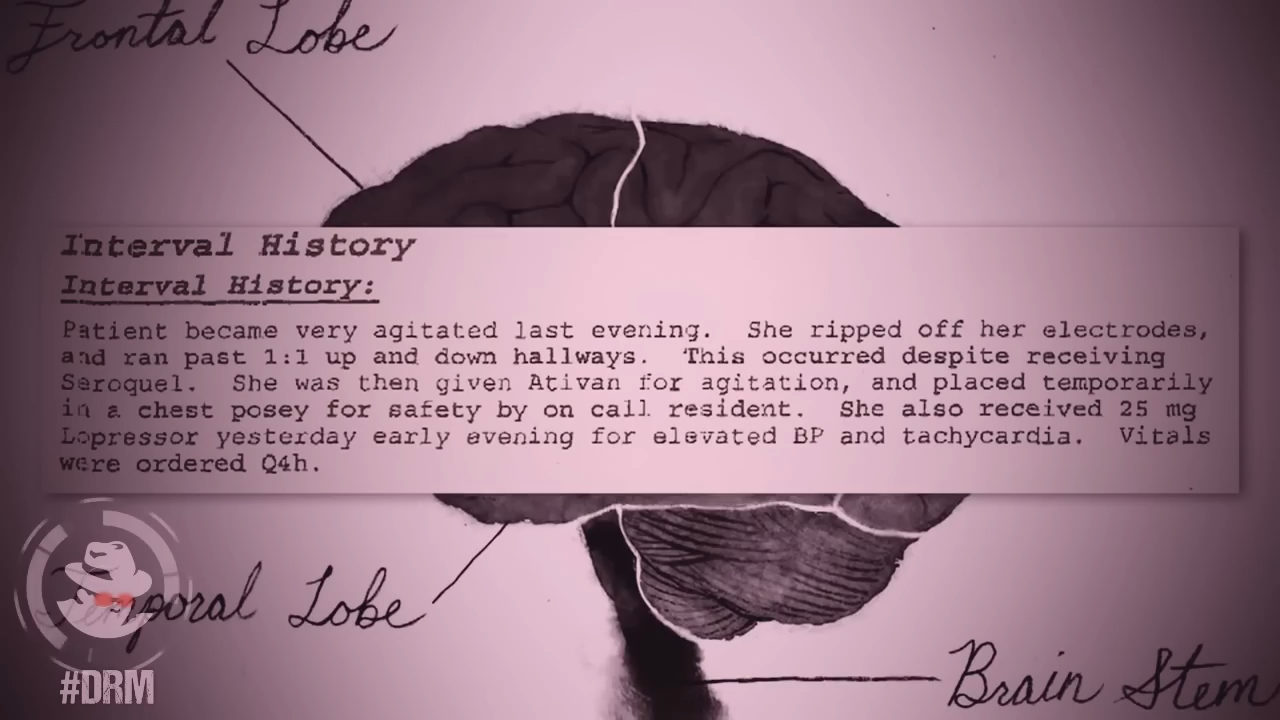 Frontal Lobe
Interval History
Interval History:
Patient became very agitated last evening. She ripped off her electrodes,
and ran past 1:1 up and down hallways. This occurred despite receiving
Seroquel. She was then given Ativan for agitation, and placed temporarily
in a chest posey for safety by on call resident. She also received 25 mg
Lopressor yesterday early evening for elevated BP and tachycardia. Vitals
were ordered Q4h.
Temporal Lobe
Brain Stem
#DRM